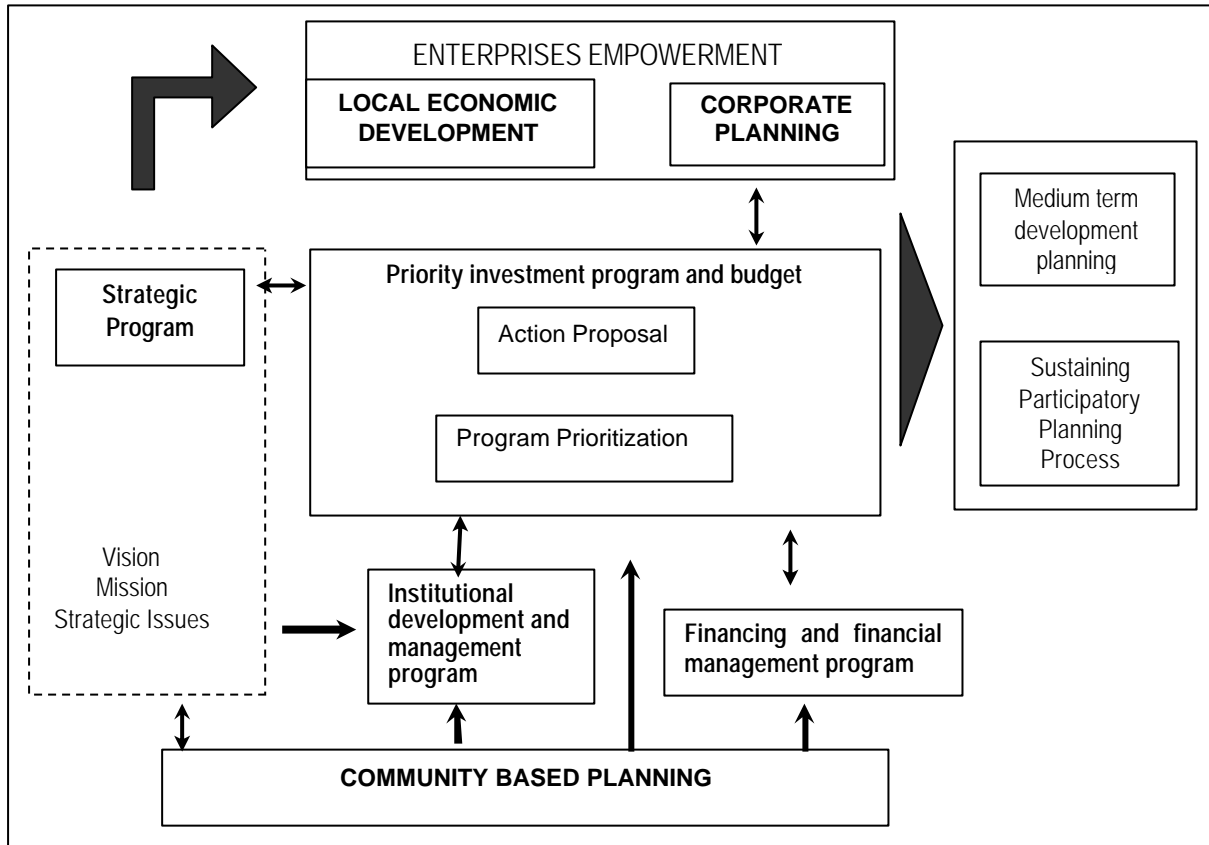 ENTERPRISES EMPOWERMENT
LOCAL ECONOMIC
DEVELOPMENT
CORPORATE
PLANNING
Medium term
development
planning
Sustaining
Participatory
Planning
Process
Strategic
Program
Vision
Mission
Strategic Issues
Priority investment program and budget
Action Proposal
Program Prioritization
Institutional
development and
management
program
Financing and financial
management program
COMMUNITY BASED PLANNING